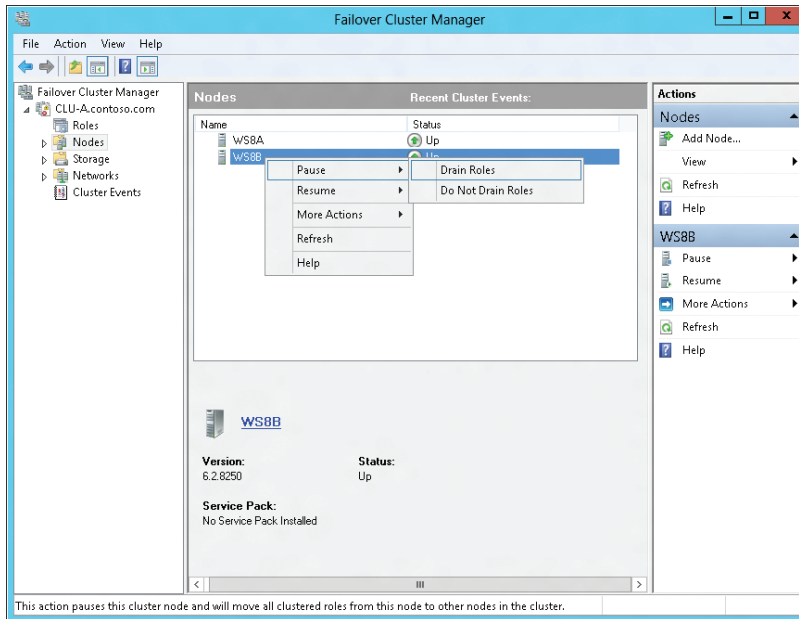 Failover Cluster Manager
File Action View Help
Failover Cluster Manager
CLU-A.contoso.com
Roles
Nodes
Storage
Networks
Cluster Events
Nodes Recent Cluster Events:
Name Status
WS8A Up
WS8B Up
Pause
Resume
More Actions
Refresh
Help
Drain Roles
Do Not Drain Roles
WS8B
Version: Status:
6.2.8250 Up
Service Pack:
No Service Pack Installed
Actions
Nodes
Add Node...
View
Refresh
Help
WS8B
Pause
Resume
More Actions
Refresh
Help
This action pauses this cluster node and will move all clustered roles from this node to other nodes in the cluster.